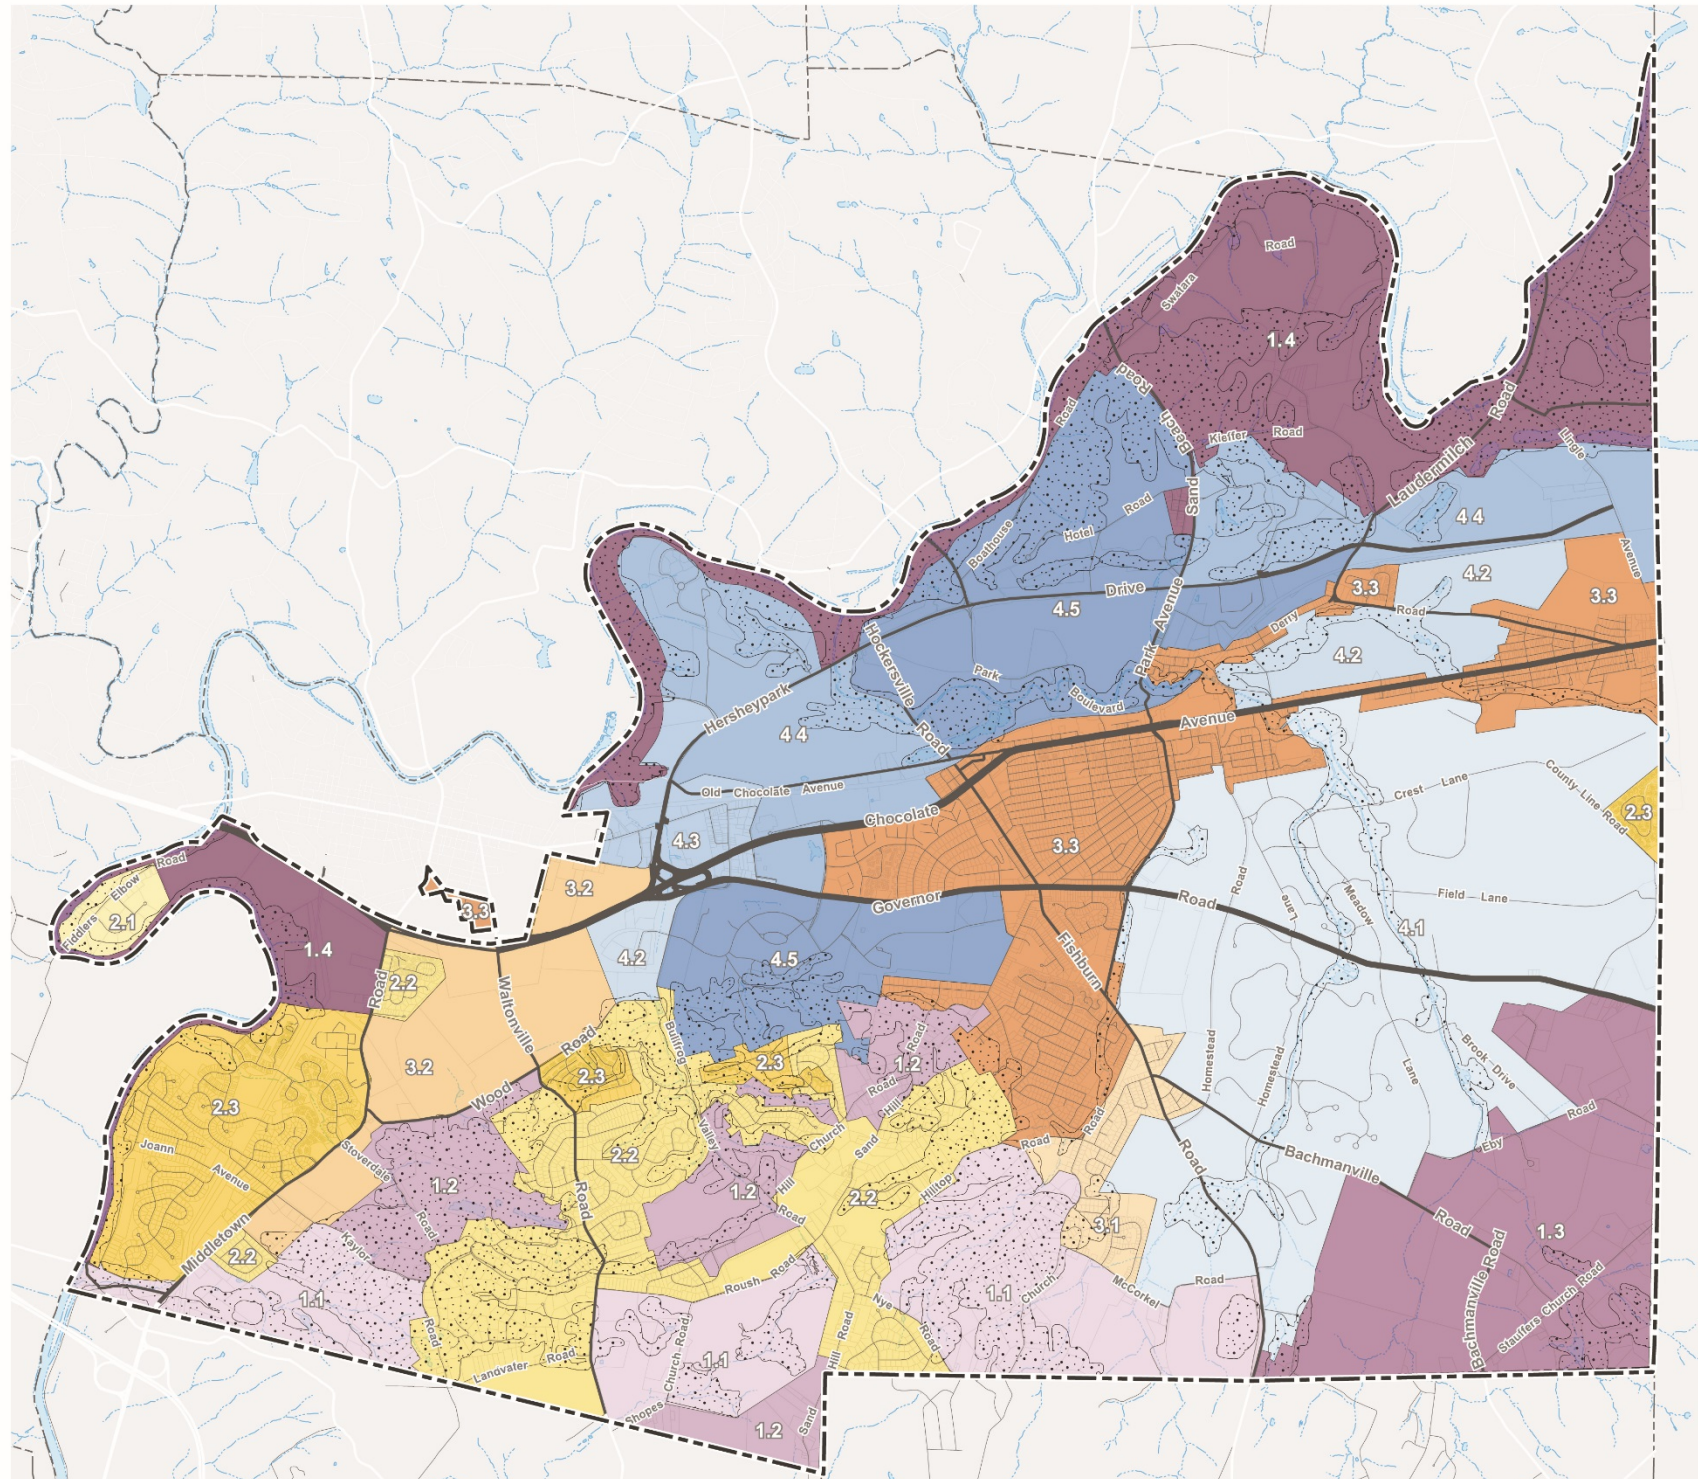 Road
Swatara
1.4
Road
Beach
Sand
Road
Kieffer Road
Laudermilch Road
Lingle
Avenue
4 4
Boathouse
Hotel Road
Drive
4.5
3.3
4.2
3.3
Derry
Road
4.2
Park Avenue
Hockersville
Road
Park
Boulevard
Hersheypark
4 4
Avenue
Old Chocolate Avenue
Chocolate
4.3
3.3
Crest Lane
County Line
Road
2.3
3.2
3.3
Governor
Road
Road
Lane
Meadow
Field Lane
4.1
Road
Fiddlers Elbow
2.1
1.4
Road
2.2
Waltonville
4.2
4.5
Fishburn
3.2
Wood
Road
Bullfrog
2.3
2.3
1.2
Road
Road
Homestead
Homestead
Lane
Brook Drive
2.3
Joann
Avenue
Stoverdale
Road
1.2
2.2
Road
Valley
Church
Sand
Hill
Road
Road
1.2
Hill
Road
2.2
Hilltop
Road
Bachmanville
Road
Eby
Road
3.1
1.3
Middletown
2.2
Kaylor
Road
1.1
Roush Road
Nye
Road
1.1
Church
McCorkel
Road
Bachmanville Road
Stauffers Church Road
Landvater Road
Church Road
1.1
Hill Road
Shopes
1.2
Sand